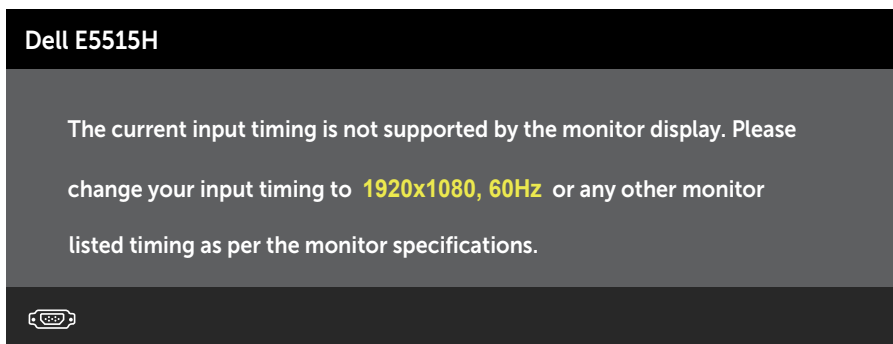 Dell E5515H
The current input timing is not supported by the monitor display. Please
change your input timing to 1920x1080, 60Hz or any other monitor
listed timing as per the monitor specifications.